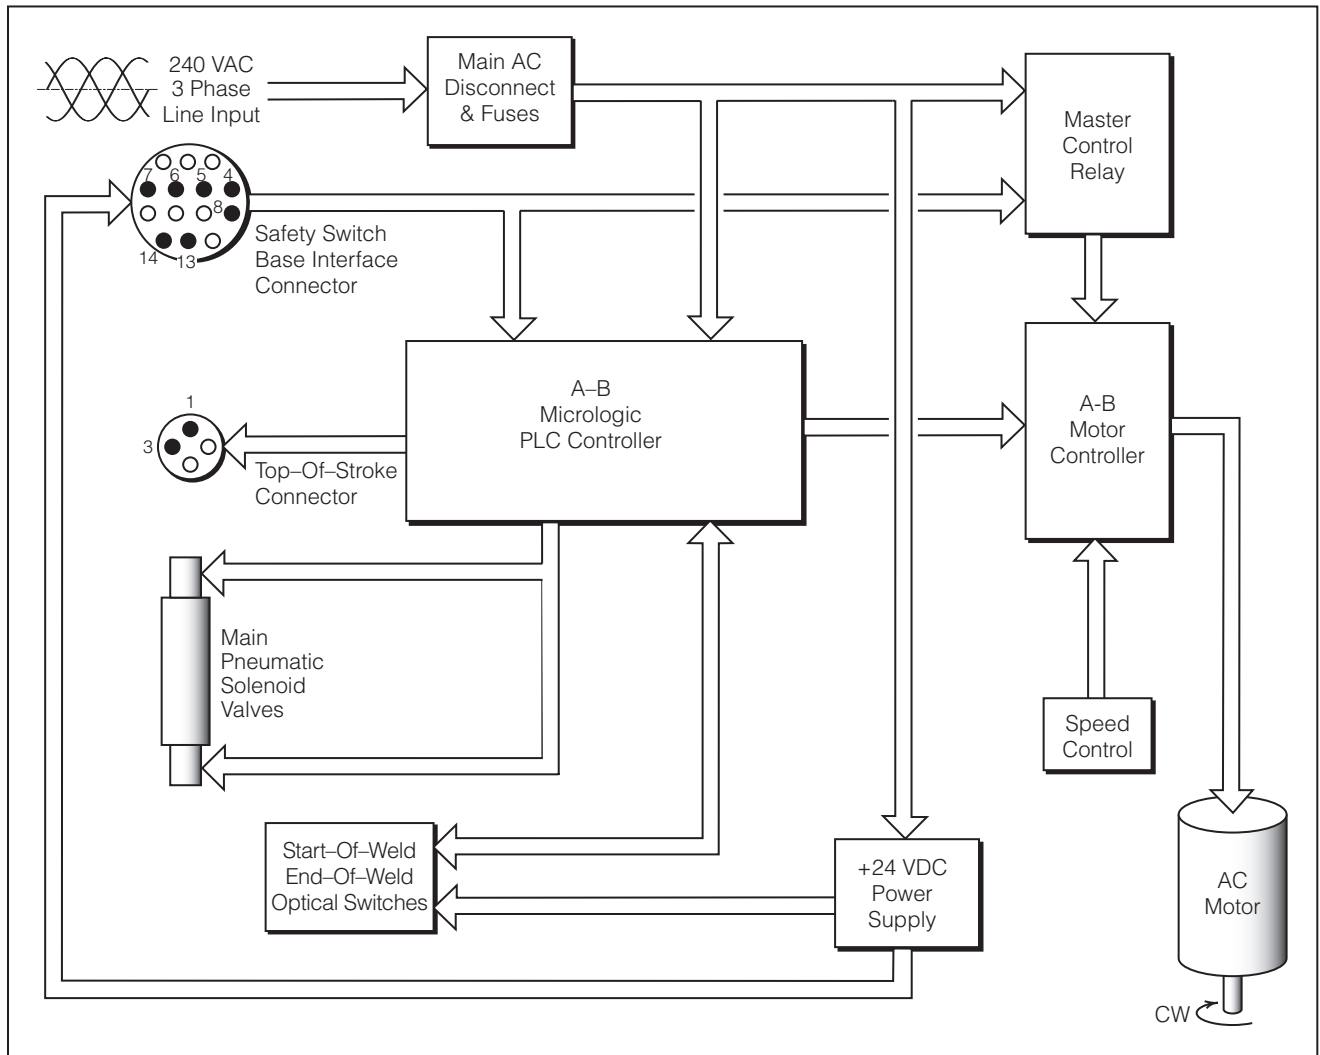 240 VAC
3 Phase
Line Input
Main AC
Disconnect
& Fuses
Master
Control
Relay
7 6 5 4
8
14 13
Safety Switch
Base Interface
Connector
A–B
Micrologic
PLC Controller
A-B
Motor
Controller
1
3
Top–Of–Stroke
Connector
Main
Pneumatic
Solenoid
Valves
Speed
Control
Start–Of–Weld
End–Of–Weld
Optical Switches
+24 VDC
Power
Supply
AC
Motor
CW